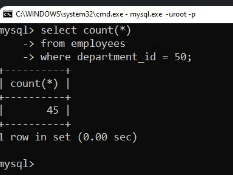 C:\WINDOWS\system32\cmd.exe - mysql.exe -uroot -p
mysql> select count(*)
    -> from employees
    -> where department_id = 50;
+----------+
| count(*) |
+----------+
|       45 |
+----------+
1 row in set (0.00 sec)
mysql>